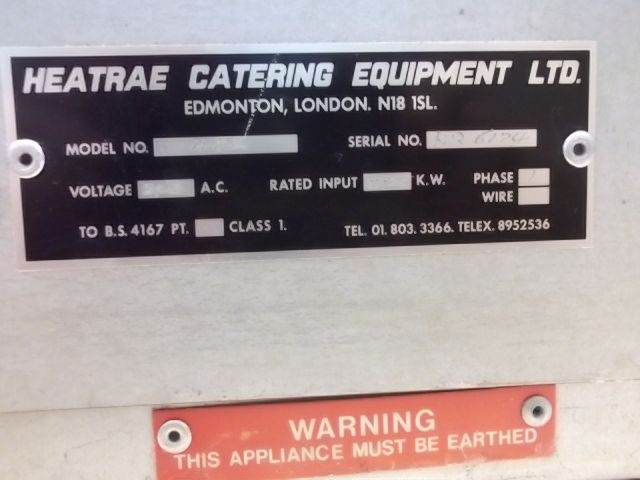 HEATRAE CATERING EQUIPMENT LTD.
EDMONTON, LONDON. N18 1SL.
MODEL NO. SERIAL NO.
VOLTAGE A.C. RATED INPUT K.W. PHASE 1
WIRE
TO B.S. 4167 PT. CLASS 1. TEL. 01. 803. 3366. TELEX. 8952536
WARNING
THIS APPLIANCE MUST BE EARTHED